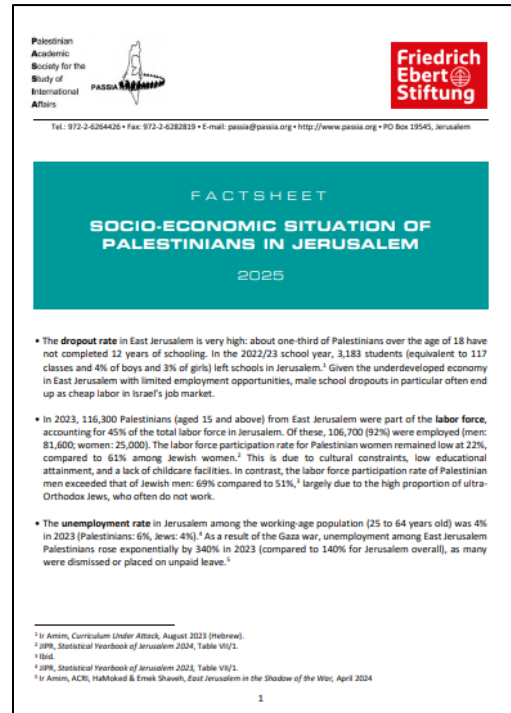 Palestinian
Academic
Society for the
Study of
International
Affairs
PASSIA
Friedrich
Ebert
Stiftung
Tel.: 972-2-6264426 • Fax: 972-2-6282819 • E-mail: passia@passia.org • http://www.passia.org • PO Box 19545, Jerusalem
FACTSHEET
SOCIO-ECONOMIC SITUATION OF
PALESTINIANS IN JERUSALEM
2025
• The dropout rate in East Jerusalem is very high: about one-third of Palestinians over the age of 18 have
not completed 12 years of schooling. In the 2022/23 school year, 3,183 students (equivalent to 117
classes and 4% of boys and 3% of girls) left schools in Jerusalem.1 Given the underdeveloped economy
in East Jerusalem with limited employment opportunities, male school dropouts in particular often end
up as cheap labor in Israel's job market.
• In 2023, 116,300 Palestinians (aged 15 and above) from East Jerusalem were part of the labor force,
accounting for 45% of the total labor force in Jerusalem. Of these, 106,700 (92%) were employed (men:
81,600; women: 25,000). The labor force participation rate for Palestinian women remained low at 22%,
compared to 61% among Jewish women.2 This is due to cultural constraints, low educational
attainment, and a lack of childcare facilities. In contrast, the labor force participation rate of Palestinian
men exceeded that of Jewish men: 69% compared to 51%,3 largely due to the high proportion of ultra-
Orthodox Jews, who often do not work.
• The unemployment rate in Jerusalem among the working-age population (25 to 64 years old) was 4%
in 2023 (Palestinians: 6%, Jews: 4%).4 As a result of the Gaza war, unemployment among East Jerusalem
Palestinians rose exponentially by 340% in 2023 (compared to 140% for Jerusalem overall), as many
were dismissed or placed on unpaid leave.5
1 Ir Amim, Curriculum Under Attack, August 2023 (Hebrew).
2 JIPR, Statistical Yearbook of Jerusalem 2024, Table VII/1.
3 Ibid.
4 JIPR, Statistical Yearbook of Jerusalem 2023, Table VII/1.
5 Ir Amim, ACRI, HaMoked & Emek Shaveh, East Jerusalem in the Shadow of the War, April 2024
1